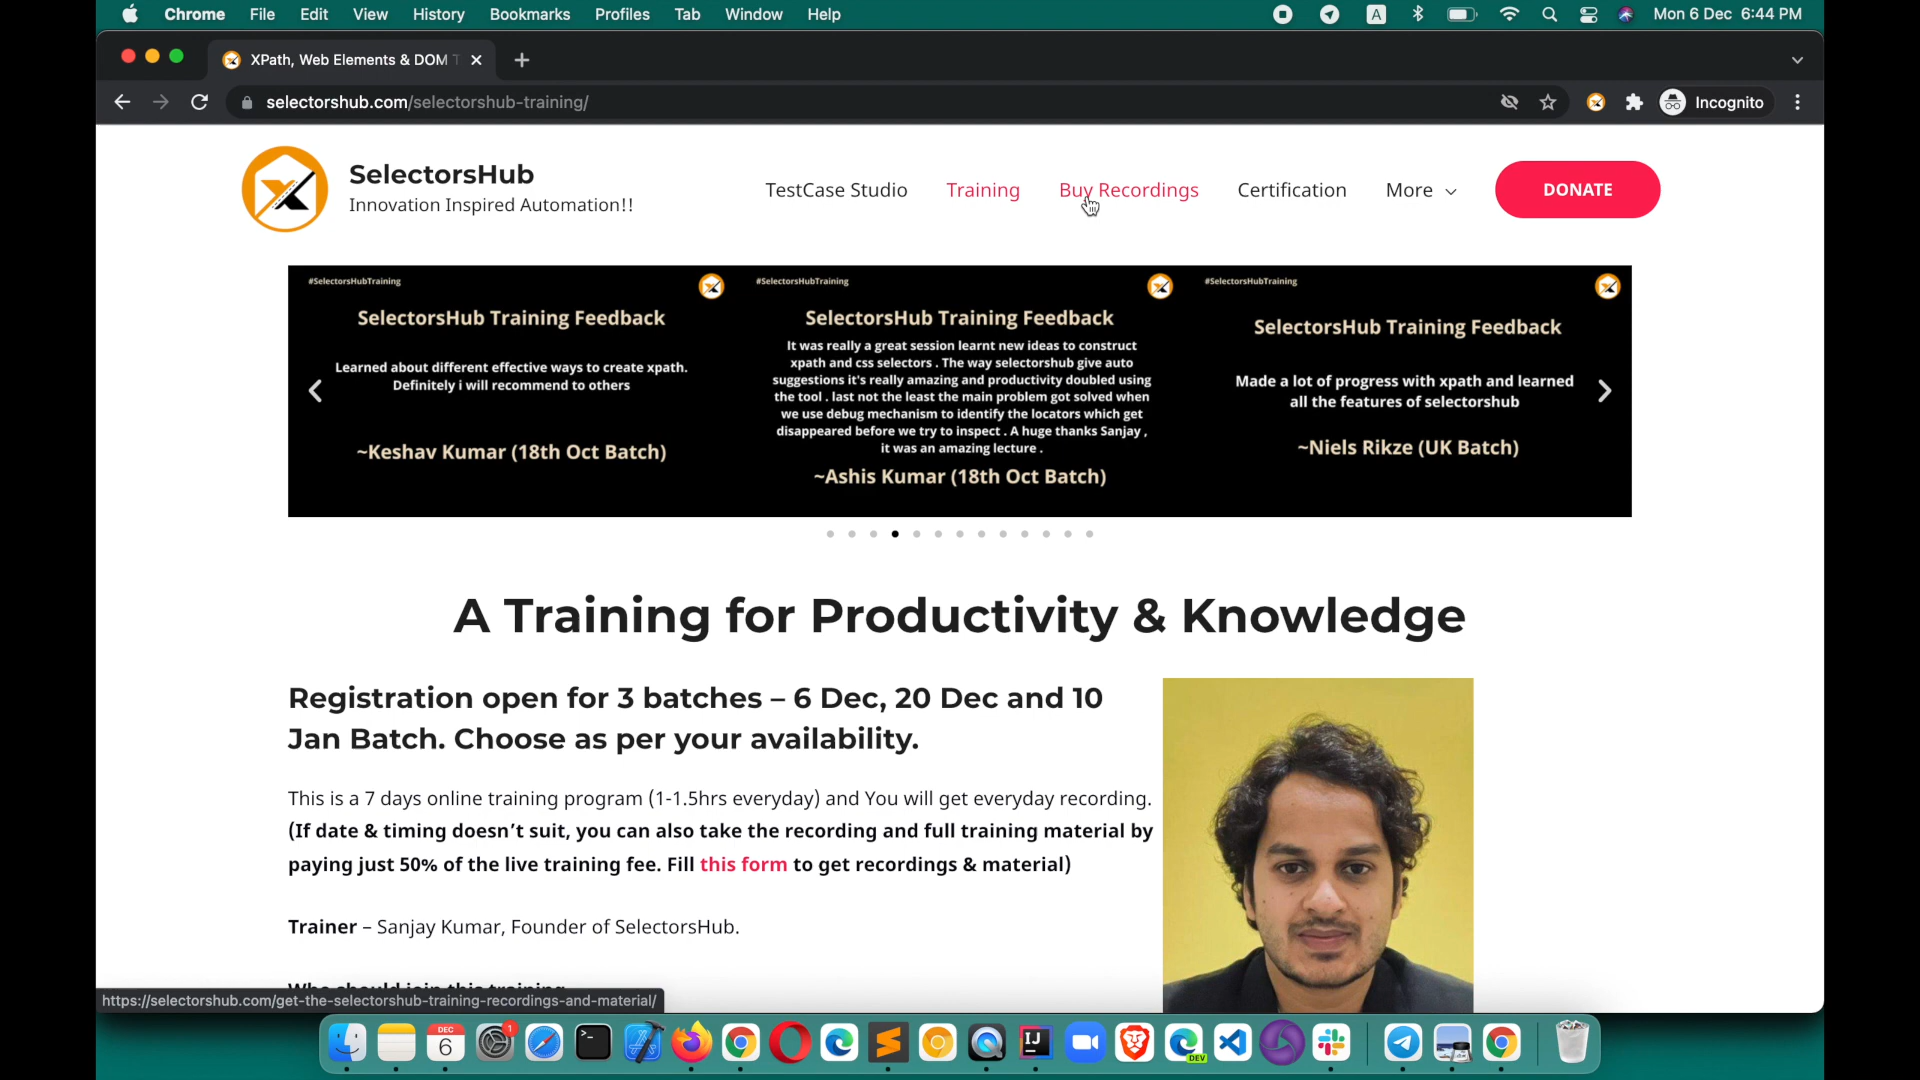 Chrome File Edit View History Bookmarks Profiles Tab Window Help A Mon 6 Dec 6:44 PM
XPath, Web Elements & DOM
selectorshub.com/selectorshub-training/ Incognito
SelectorsHub
Innovation Inspired Automation!!
TestCase Studio Training Buy Recordings Certification More DONATE
#SelectorsHubTraining
SelectorsHub Training Feedback
Learned about different effective ways to create xpath.
Definitely i will recommend to others
~Keshav Kumar (18th Oct Batch)
#SelectorsHubTraining
SelectorsHub Training Feedback
It was really a great session learnt new ideas to construct
xpath and css selectors . The way selectorshub give auto
suggestions it's really amazing and productivity doubled using
the tool . last not the least the main problem got solved when
we use debug mechanism to identify the locators which get
disappeared before we try to inspect . A huge thanks Sanjay ,
it was an amazing lecture .
~Ashis Kumar (18th Oct Batch)
#SelectorsHubTraining
SelectorsHub Training Feedback
Made a lot of progress with xpath and learned
all the features of selectorshub
~Niels Rikze (UK Batch)
A Training for Productivity & Knowledge
Registration open for 3 batches – 6 Dec, 20 Dec and 10
Jan Batch. Choose as per your availability.
This is a 7 days online training program (1-1.5hrs everyday) and You will get everyday recording.
(If date & timing doesn't suit, you can also take the recording and full training material by
paying just 50% of the live training fee. Fill this form to get recordings & material)
Trainer – Sanjay Kumar, Founder of SelectorsHub.
Who should join this training
https://selectorshub.com/get-the-selectorshub-training-recordings-and-material/
DEC
6
1
IJ
DEV